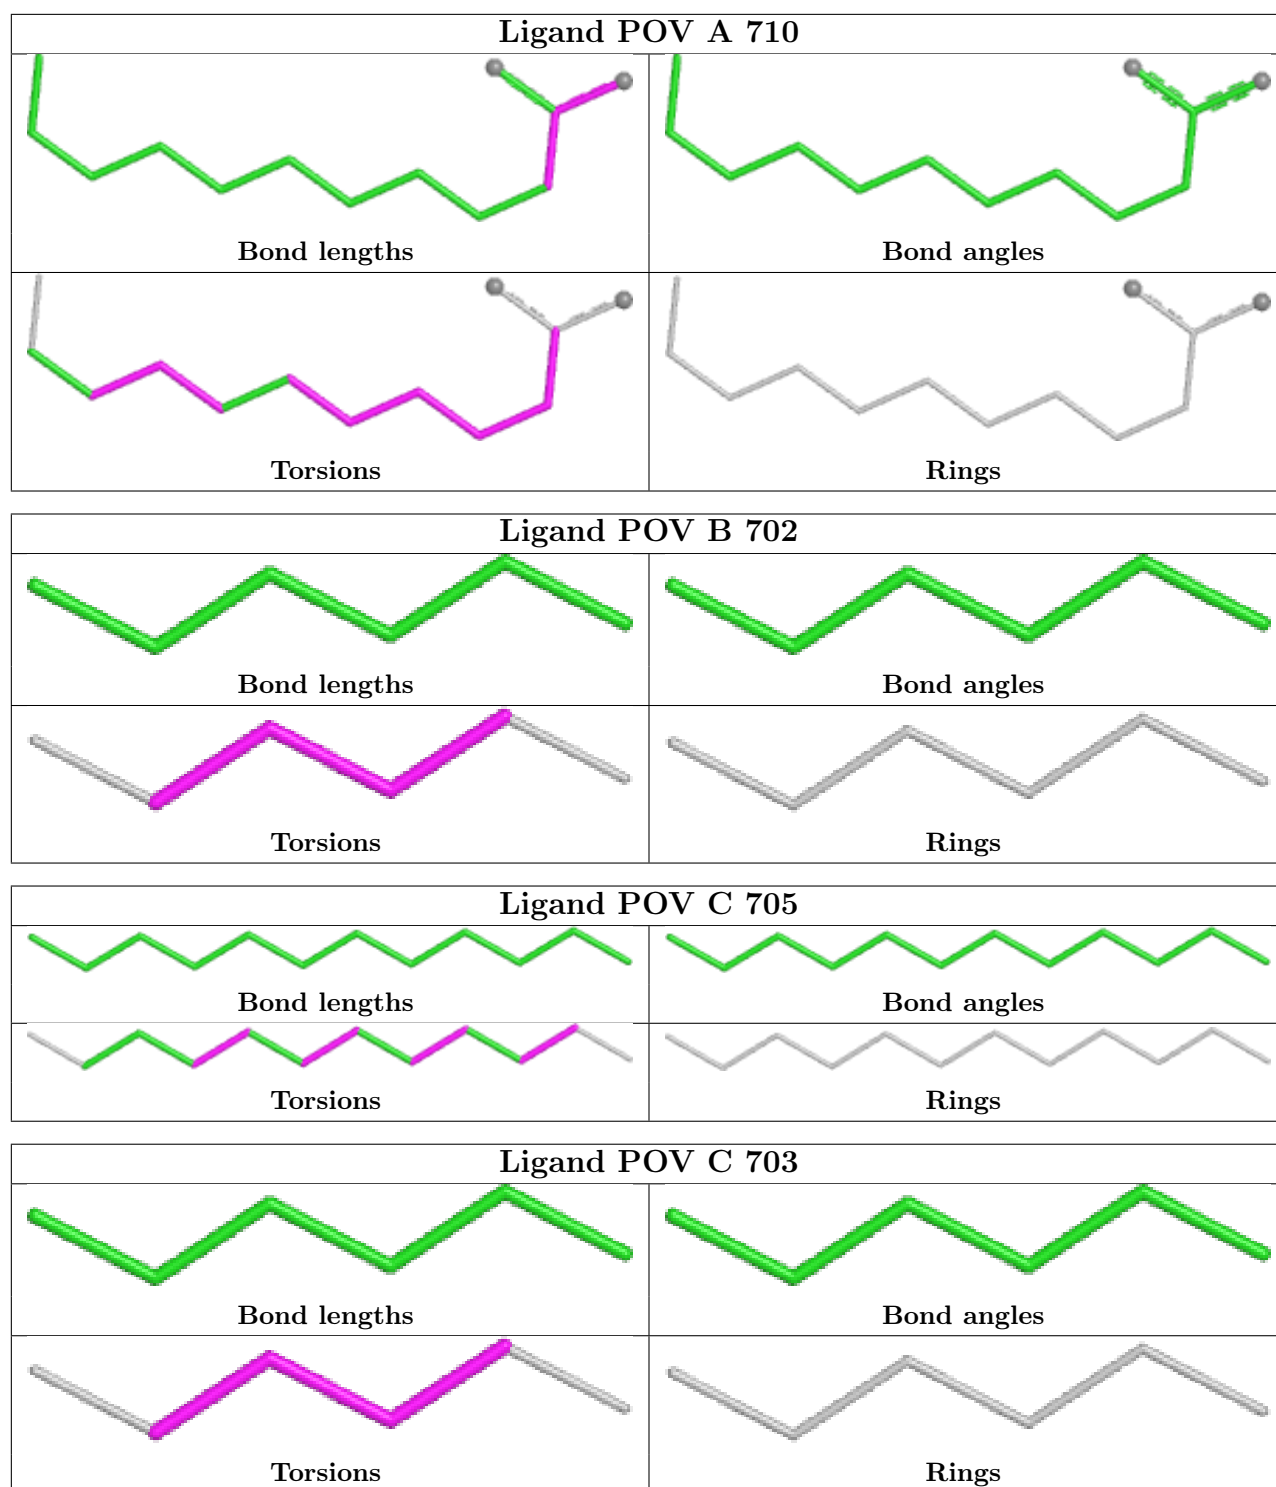 Ligand POV A 710
Bond lengths
Bond angles
Torsions
Rings
Ligand POV B 702
Bond lengths
Bond angles
Torsions
Rings
Ligand POV C 705
Bond lengths
Bond angles
Torsions
Rings
Ligand POV C 703
Bond lengths
Bond angles
Torsions
Rings